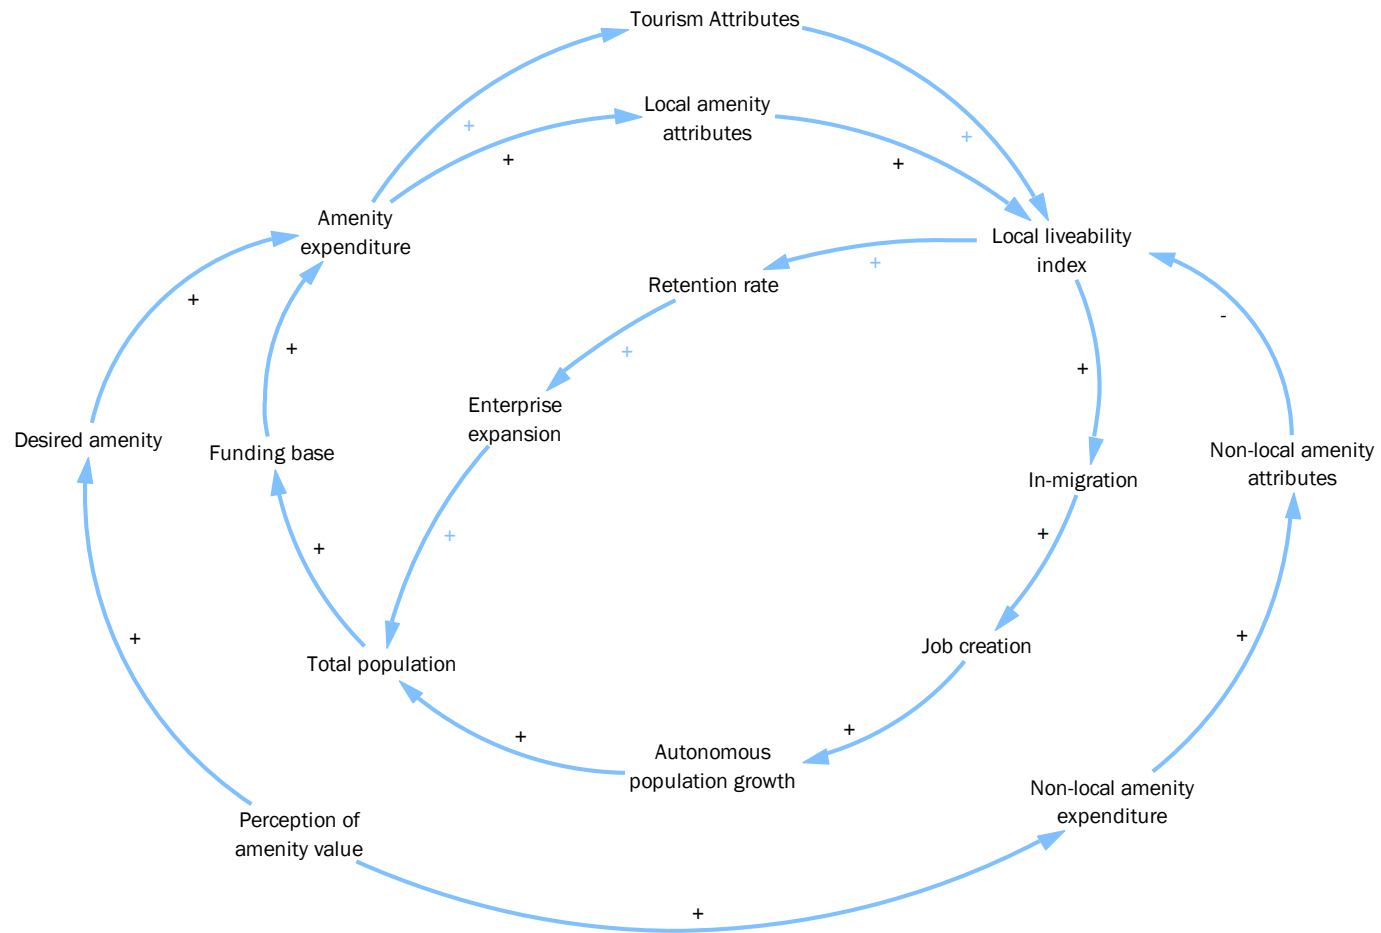 Tourism Attributes
Local amenity
attributes
+
+
+
+
Amenity
expenditure
Local liveability
index
+
Retention rate
+
-
+
+
+
Enterprise
expansion
Desired amenity
Funding base
Non-local amenity
attributes
In-migration
+
+
+
+
+
Job creation
Total population
+
+
Autonomous
population growth
Non-local amenity
expenditure
Perception of
amenity value
+